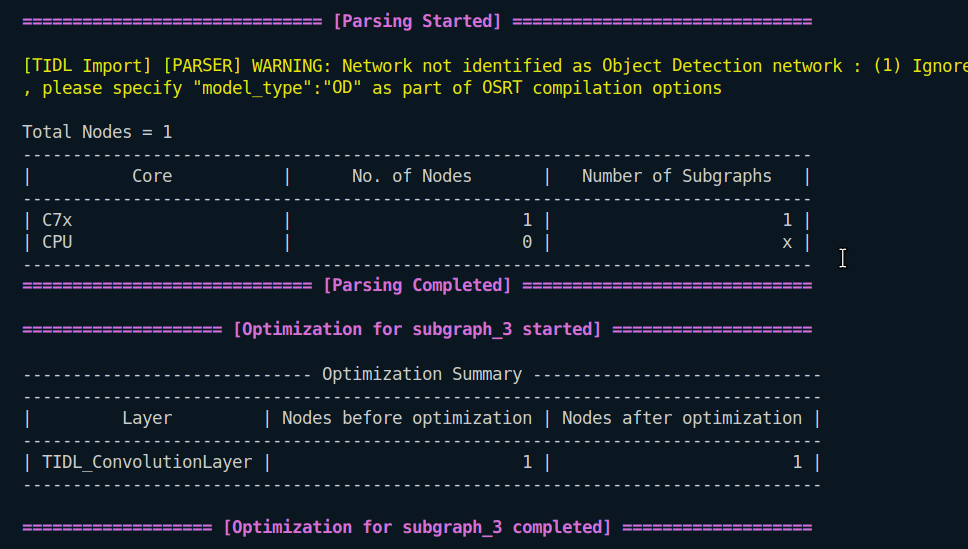 ============================== [Parsing Started] ==============================
[TIDL Import] [PARSER] WARNING: Network not identified as Object Detection network : (1) Ignore
, please specify "model_type":"OD" as part of OSRT compilation options
Total Nodes = 1
-------------------------------------------------------------------------------
|          Core           |      No. of Nodes       |   Number of Subgraphs   |
-------------------------------------------------------------------------------
| C7x                     |                       1 |                       1 |
| CPU                     |                       0 |                       x |
-------------------------------------------------------------------------------
============================= [Parsing Completed] =============================
==================== [Optimization for subgraph_3 started] ====================
----------------------------- Optimization Summary -----------------------------
--------------------------------------------------------------------------------
|         Layer         | Nodes before optimization | Nodes after optimization |
--------------------------------------------------------------------------------
| TIDL_ConvolutionLayer |                         1 |                        1 |
--------------------------------------------------------------------------------
=================== [Optimization for subgraph_3 completed] ===================